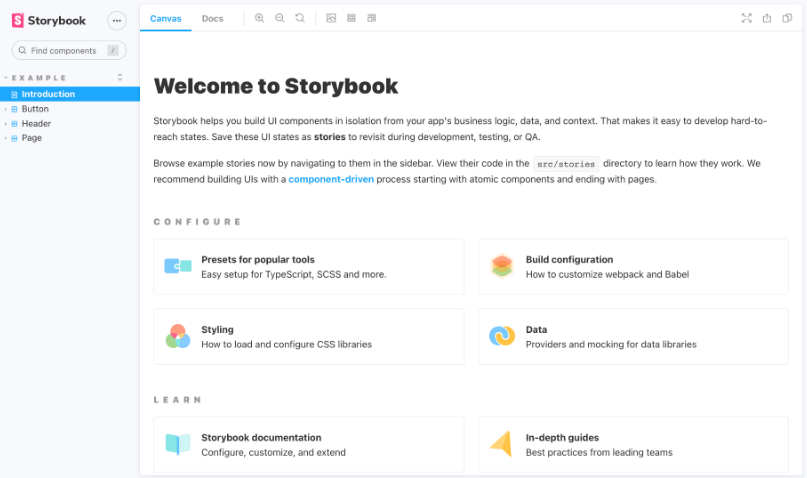 Storybook
Find components
/
EXAMPLE
Introduction
Button
Header
Page
Canvas
Docs
Welcome to Storybook
Storybook helps you build UI components in isolation from your app's business logic, data, and context. That makes it easy to develop hard-to-
reach states. Save these UI states as stories to revisit during development, testing, or QA.
Browse example stories now by navigating to them in the sidebar. View their code in the src/stories directory to learn how they work. We
recommend building UIs with a component-driven process starting with atomic components and ending with pages.
CONFIGURE
Presets for popular tools
Easy setup for TypeScript, SCSS and more.
Build configuration
How to customize webpack and Babel
Styling
How to load and configure CSS libraries
Data
Providers and mocking for data libraries
LEARN
Storybook documentation
Configure, customize, and extend
In-depth guides
Best practices from leading teams